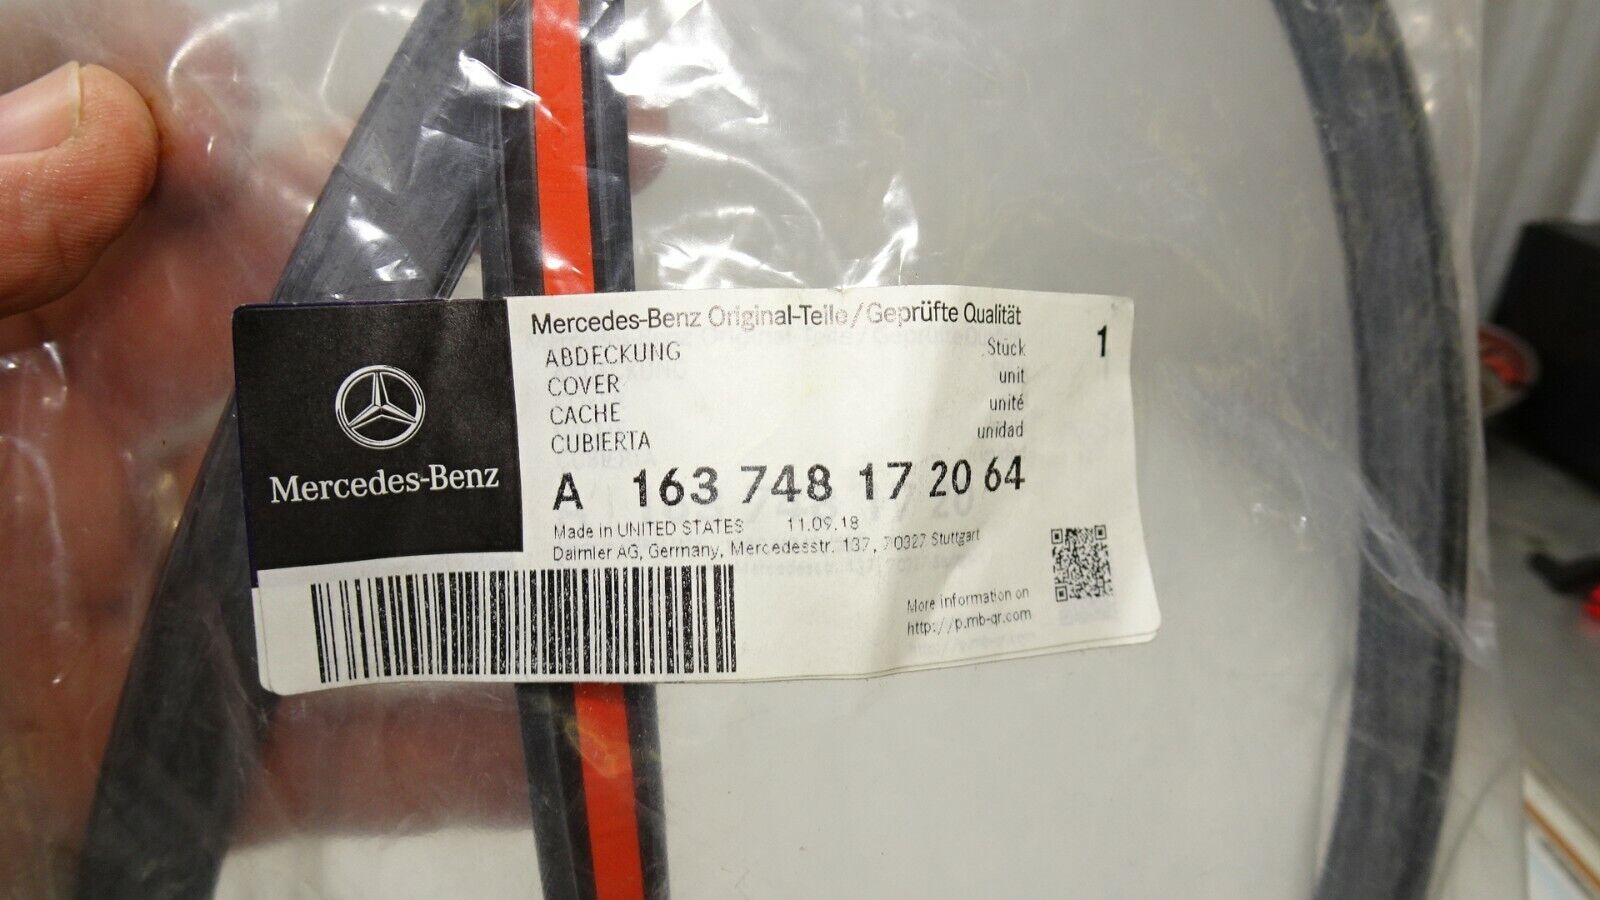 Mercedes-Benz
Mercedes-Benz Original-Teile/Geprüfte Qualität
ABDECKUNG Stück 1
COVER unit
CACHE unité
CUBIERTA unidad
A 163 748 17 20 64
Made in UNITED STATES 11.09.18
Daimler AG, Germany, Mercedesstr. 137, 70327 Stuttgart
More information on
http://p.mb-qr.com